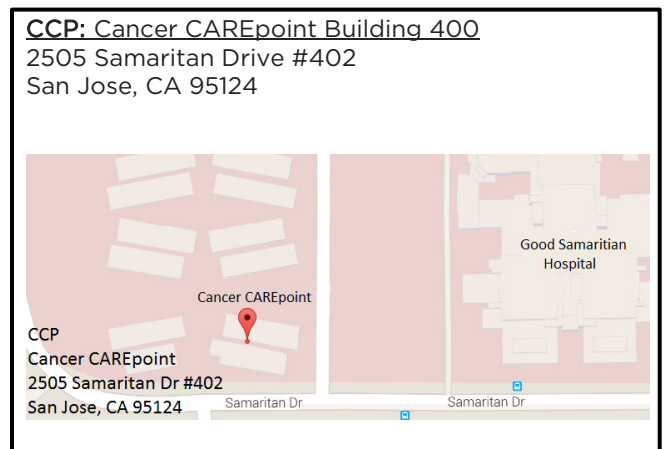 CCP: Cancer CAREpoint Building 400
2505 Samaritan Drive #402
San Jose, CA 95124
Good Samaritian
Hospital
Cancer CAREpoint
CCP
Cancer CAREpoint
2505 Samaritan Dr #402
San Jose, CA 95124
Samaritan Dr
Samaritan Dr